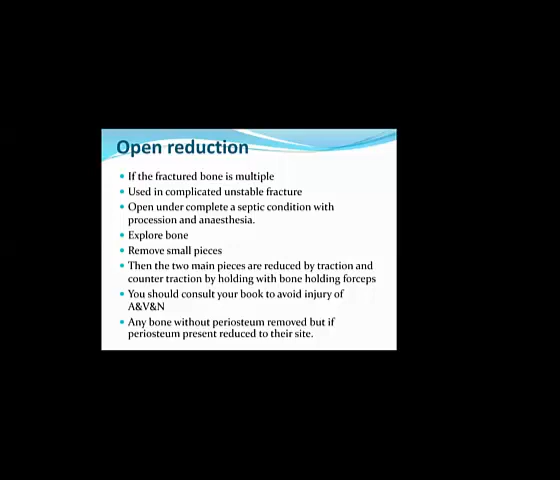 Open reduction
• If the fractured bone is multiple
• Used in complicated unstable fracture
• Open under complete a septic condition with
procession and anaesthesia.
• Explore bone
• Remove small pieces
• Then the two main pieces are reduced by traction and
counter traction by holding with bone holding forceps
• You should consult your book to avoid injury of
A&V&N
• Any bone without periosteum removed but if
periosteum present reduced to their site.